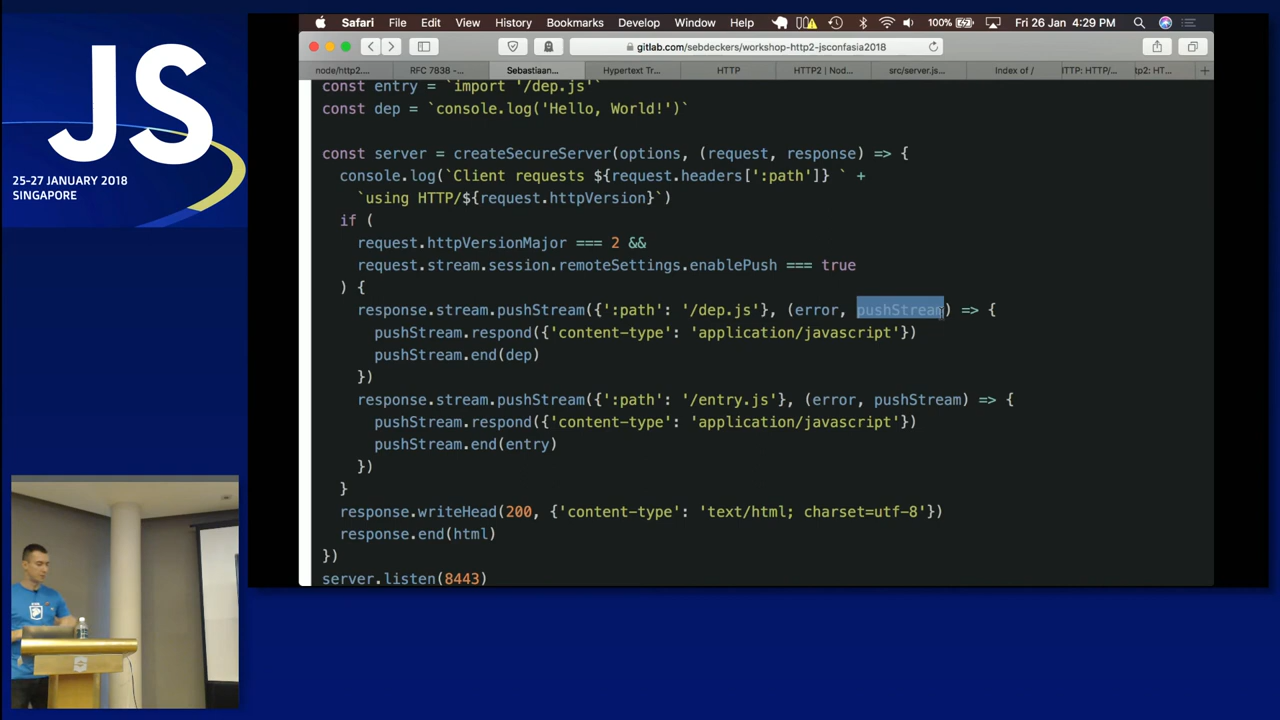 JS
25-27 JANUARY 2018
SINGAPORE
Safari File Edit View History Bookmarks Develop Window Help 100% Fri 26 Jan 4:29 PM
gitlab.com/sebdeckers/workshop-http2-jsconfasia2018
node/http2.... RFC 7838 -... Sebastiaan... Hypertext Tr... HTTP HTTP2 | Nod... src/server.js... Index of / TTP: HTTP/... tp2: HT...
const entry = `import '/dep.js'`
const dep = `console.log('Hello, World!')`
const server = createSecureServer(options, (request, response) => {
console.log(`Client requests ${request.headers[':path']} ` +
`using HTTP/${request.httpVersion}`)
if (
request.httpVersionMajor === 2 &&
request.stream.session.remoteSettings.enablePush === true
) {
response.stream.pushStream({':path': '/dep.js'}, (error, pushStream) => {
pushStream.respond({'content-type': 'application/javascript'})
pushStream.end(dep)
})
response.stream.pushStream({':path': '/entry.js'}, (error, pushStream) => {
pushStream.respond({'content-type': 'application/javascript'})
pushStream.end(entry)
})
}
response.writeHead(200, {'content-type': 'text/html; charset=utf-8'})
response.end(html)
})
server.listen(8443)